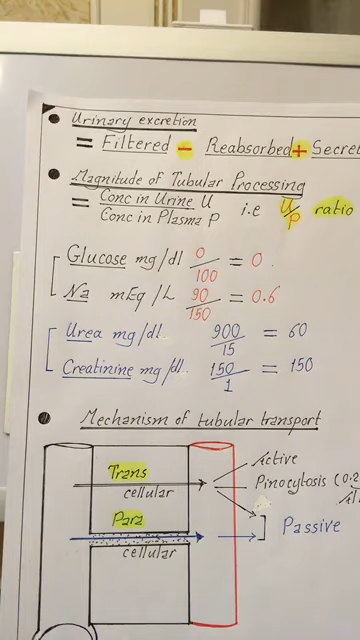 Urinary excretion
= Filtered - Reabsorbed + Secret
Magnitude of Tubular Processing
= Conc in Urine U
Conc in Plasma P i.e U/P ratio
Glucose mg/dl 0/100 = 0
Na mEq/L 90/150 = 0.6
Urea mg/dl 900/15 = 60
Creatinine mg/dl 150/1 = 150
Mechanism of tubular transport
Trans
cellular
Active
Pinocytosis (0.2
Para
cellular
Passive